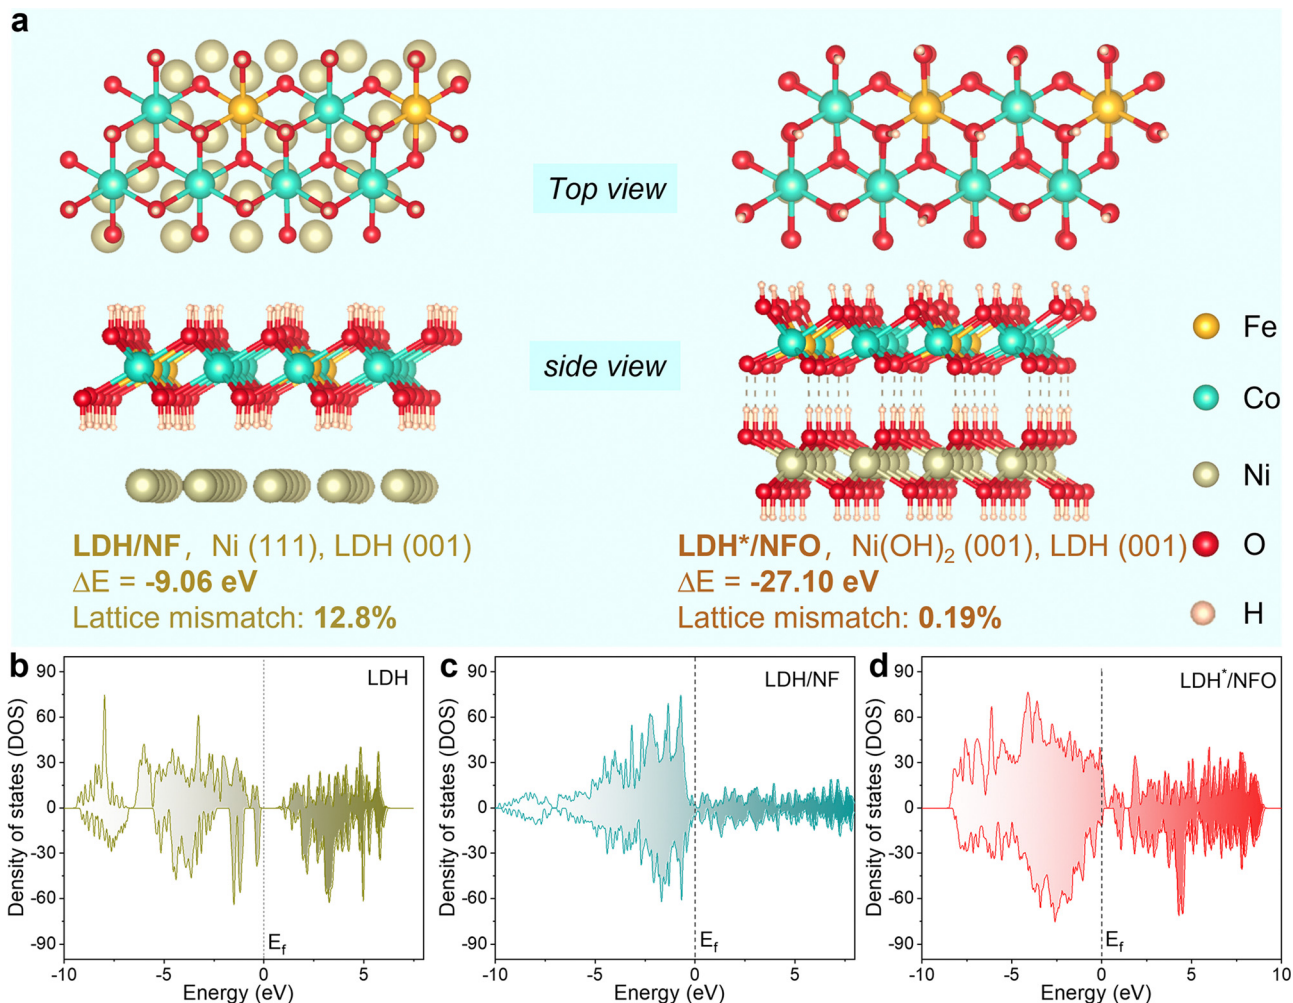 a
Top view
side view
Fe
Co
Ni
O
H
LDH/NF, Ni (111), LDH (001)
ΔE = -9.06 eV
Lattice mismatch: 12.8%
LDH*/NFO, Ni(OH)₂ (001), LDH (001)
ΔE = -27.10 eV
Lattice mismatch: 0.19%
b
LDH
Density of states (DOS)
90
60
30
0
-30
-60
-90
E_f
-10
-5
0
5
Energy (eV)
c
LDH/NF
Density of states (DOS)
90
60
30
0
-30
-60
-90
E_f
-10
-5
0
5
Energy (eV)
d
LDH*/NFO
Density of states (DOS)
90
60
30
0
-30
-60
-90
E_f
-10
-5
0
5
10
Energy (eV)